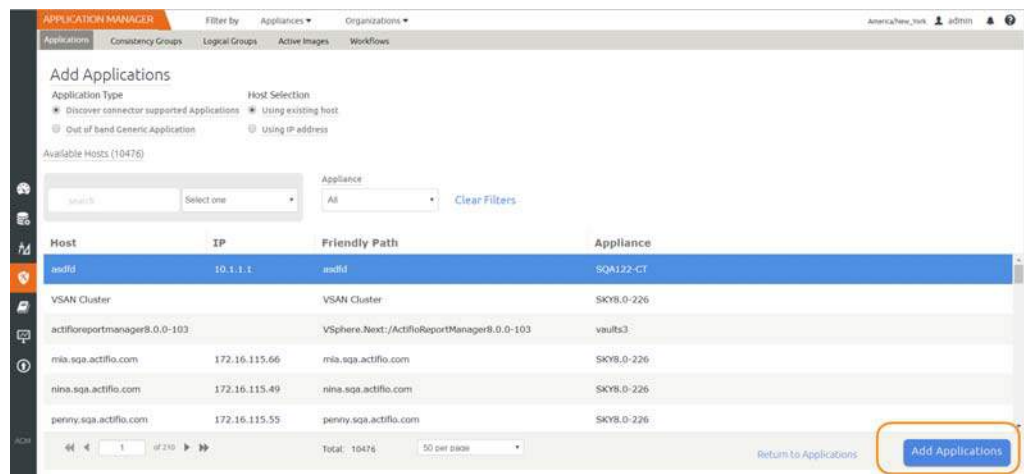 APPLICATION MANAGER Filter by Appliances Organizations America/New_York admin
Applications Consistency Groups Logical Groups Active Images Workflows
Add Applications
Application Type Host Selection
Discover connector supported Applications Using existing host
Out of band Generic Application Using IP address
Available Hosts (10476)
Appliance
search Select one All Clear Filters
Host IP Friendly Path Appliance
asdfd 10.1.1.1 asdfd SQA122-CT
VSAN Cluster VSAN Cluster SKY8.0-226
actifioreportmanager8.0.0-103 VSphere.Next:/ActifioReportManager8.0.0-103 vaults3
mia.sqa.actifio.com 172.16.115.66 mia.sqa.actifio.com SKY8.0-226
nina.sqa.actifio.com 172.16.115.49 nina.sqa.actifio.com SKY8.0-226
penny.sqa.actifio.com 172.16.115.55 penny.sqa.actifio.com SKY8.0-226
AGM 1 of 210 Total: 10476 50 per page Return to Applications Add Applications